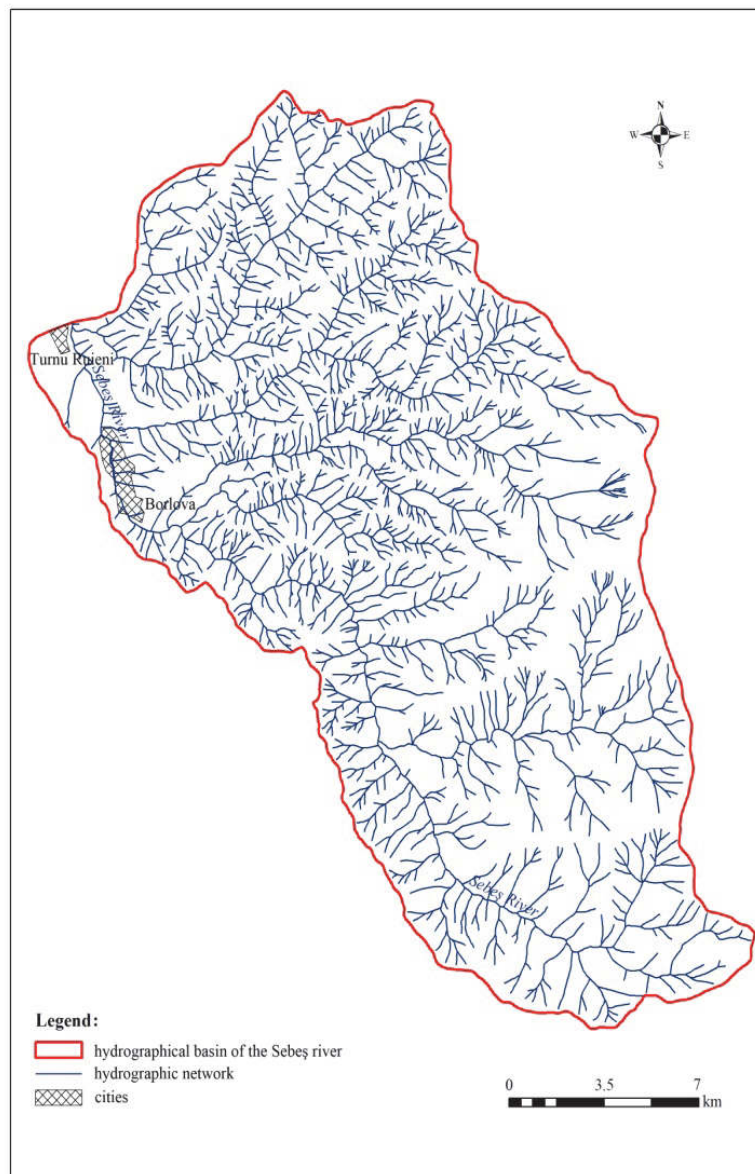 N
W E
S
Turnu Ruieni
Sebeş River
Borlova
Sebeş River
Legend:
hydrographical basin of the Sebeş river
hydrographic network
cities
0 3.5 7
km